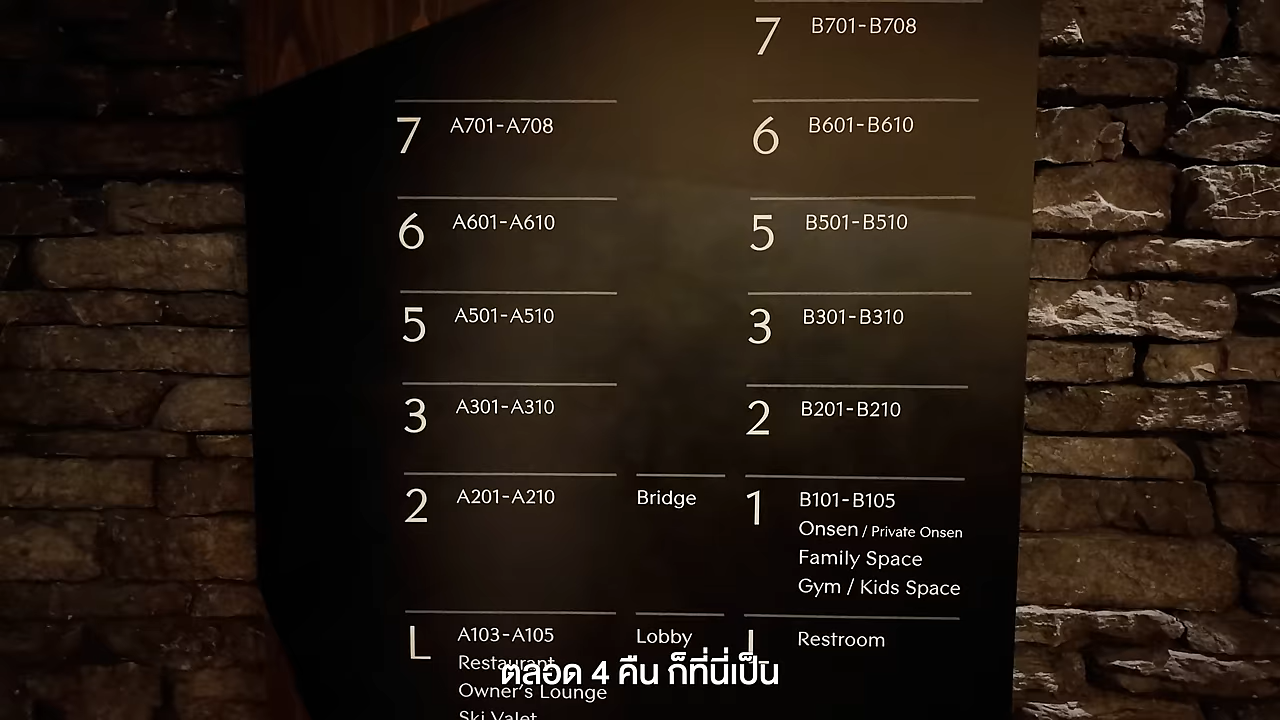 7 B701-B708
7 A701-A708
6 B601-B610
6 A601-A610
5 B501-B510
5 A501-A510
3 B301-B310
3 A301-A310
2 B201-B210
2 A201-A210
Bridge
1 B101-B105
Onsen / Private Onsen
Family Space
Gym / Kids Space
L A103-A105
Restaurant
Owner's Lounge
Ski Valet
Lobby
L Restroom
ตลอด 4 คืน ก็ที่นี่เป็น